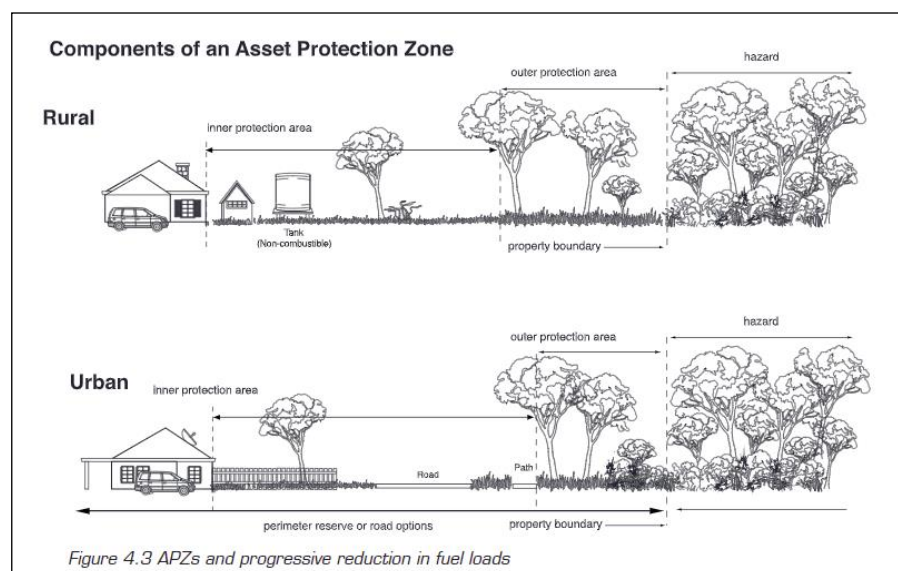 Components of an Asset Protection Zone
hazard
outer protection area
Rural
inner protection area
Tank
(Non-combustible)
property boundary
hazard
outer protection area
Urban
inner protection area
Road
Path
perimeter reserve or road options
property boundary
Figure 4.3 APZs and progressive reduction in fuel loads